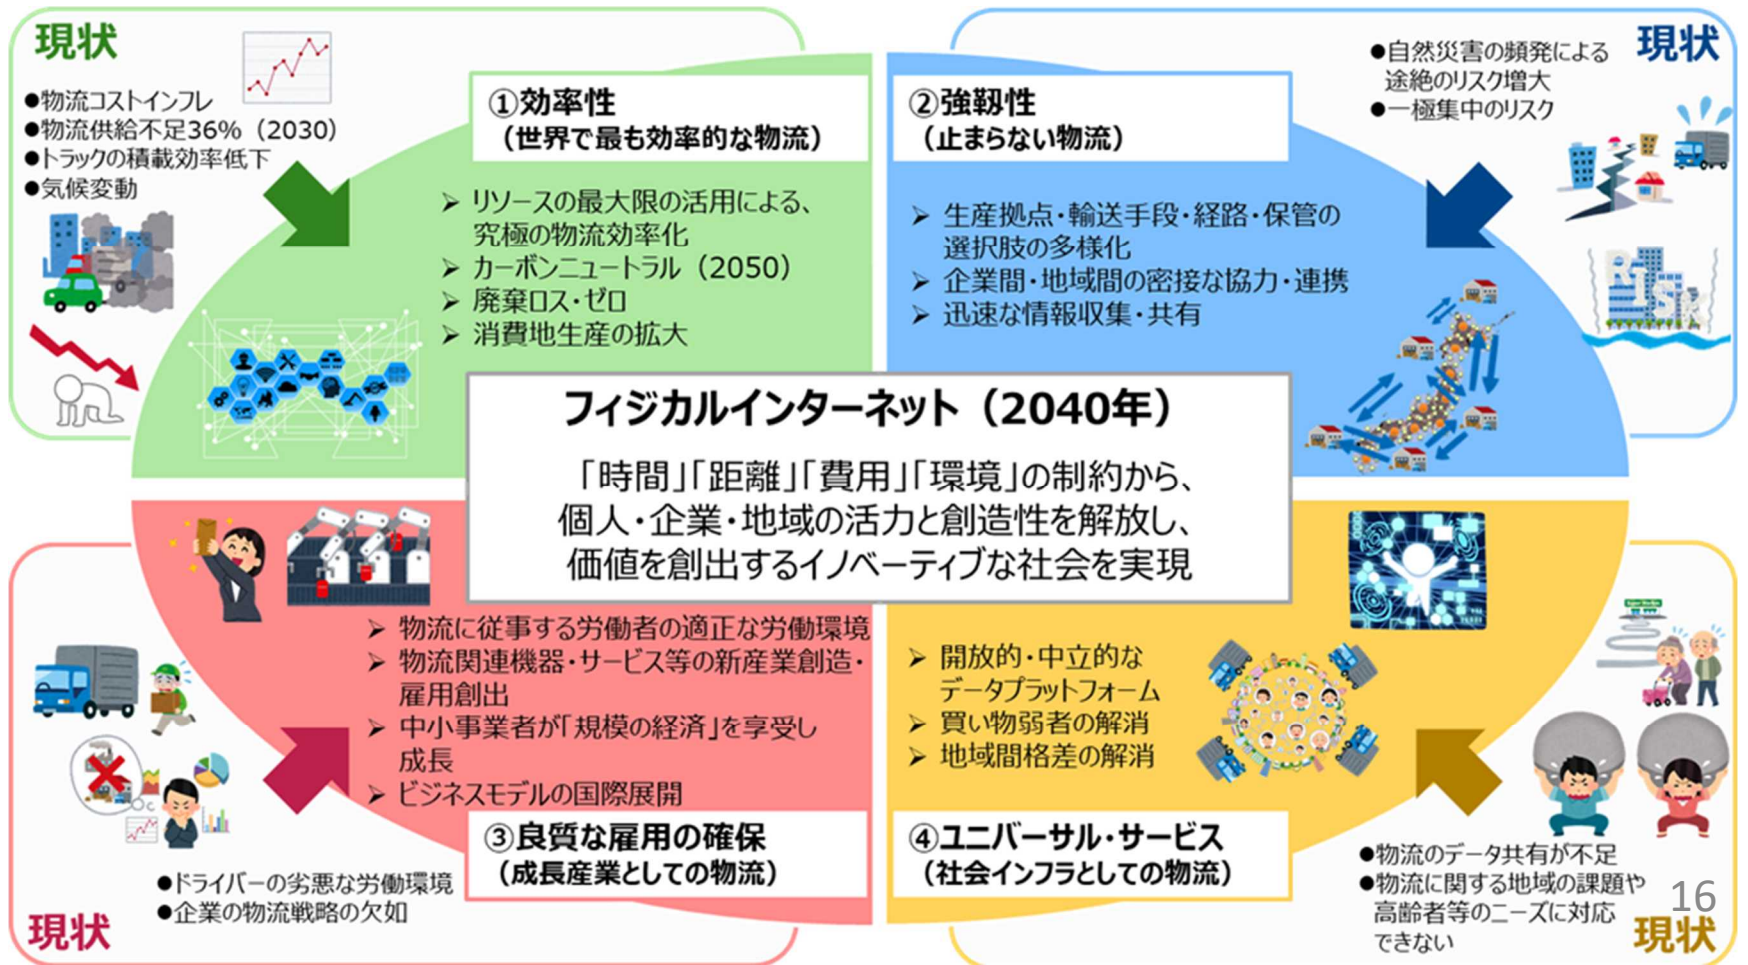 現状
●物流コストインフレ
●物流供給不足36%（2030）
●トラックの積載効率低下
●気候変動
①効率性
（世界で最も効率的な物流）
➢ リソースの最大限の活用による、
究極の物流効率化
➢ カーボンニュートラル（2050）
➢ 廃棄ロス・ゼロ
➢ 消費地生産の拡大
②強靭性
（止まらない物流）
➢ 生産拠点・輸送手段・経路・保管の
選択肢の多様化
➢ 企業間・地域間の密接な協力・連携
➢ 迅速な情報収集・共有
現状
●自然災害の頻発による
途絶のリスク増大
●一極集中のリスク
RISK
フィジカルインターネット（2040年）
「時間」「距離」「費用」「環境」の制約から、
個人・企業・地域の活力と創造性を解放し、
価値を創出するイノベーティブな社会を実現
➢ 物流に従事する労働者の適正な労働環境
➢ 物流関連機器・サービス等の新産業創造・
雇用創出
➢ 中小事業者が「規模の経済」を享受し
成長
➢ ビジネスモデルの国際展開
③良質な雇用の確保
（成長産業としての物流）
●ドライバーの劣悪な労働環境
●企業の物流戦略の欠如
現状
➢ 開放的・中立的な
データプラットフォーム
➢ 買い物弱者の解消
➢ 地域間格差の解消
④ユニバーサル・サービス
（社会インフラとしての物流）
●物流のデータ共有が不足
●物流に関する地域の課題や
高齢者等のニーズに対応
できない
現状
16